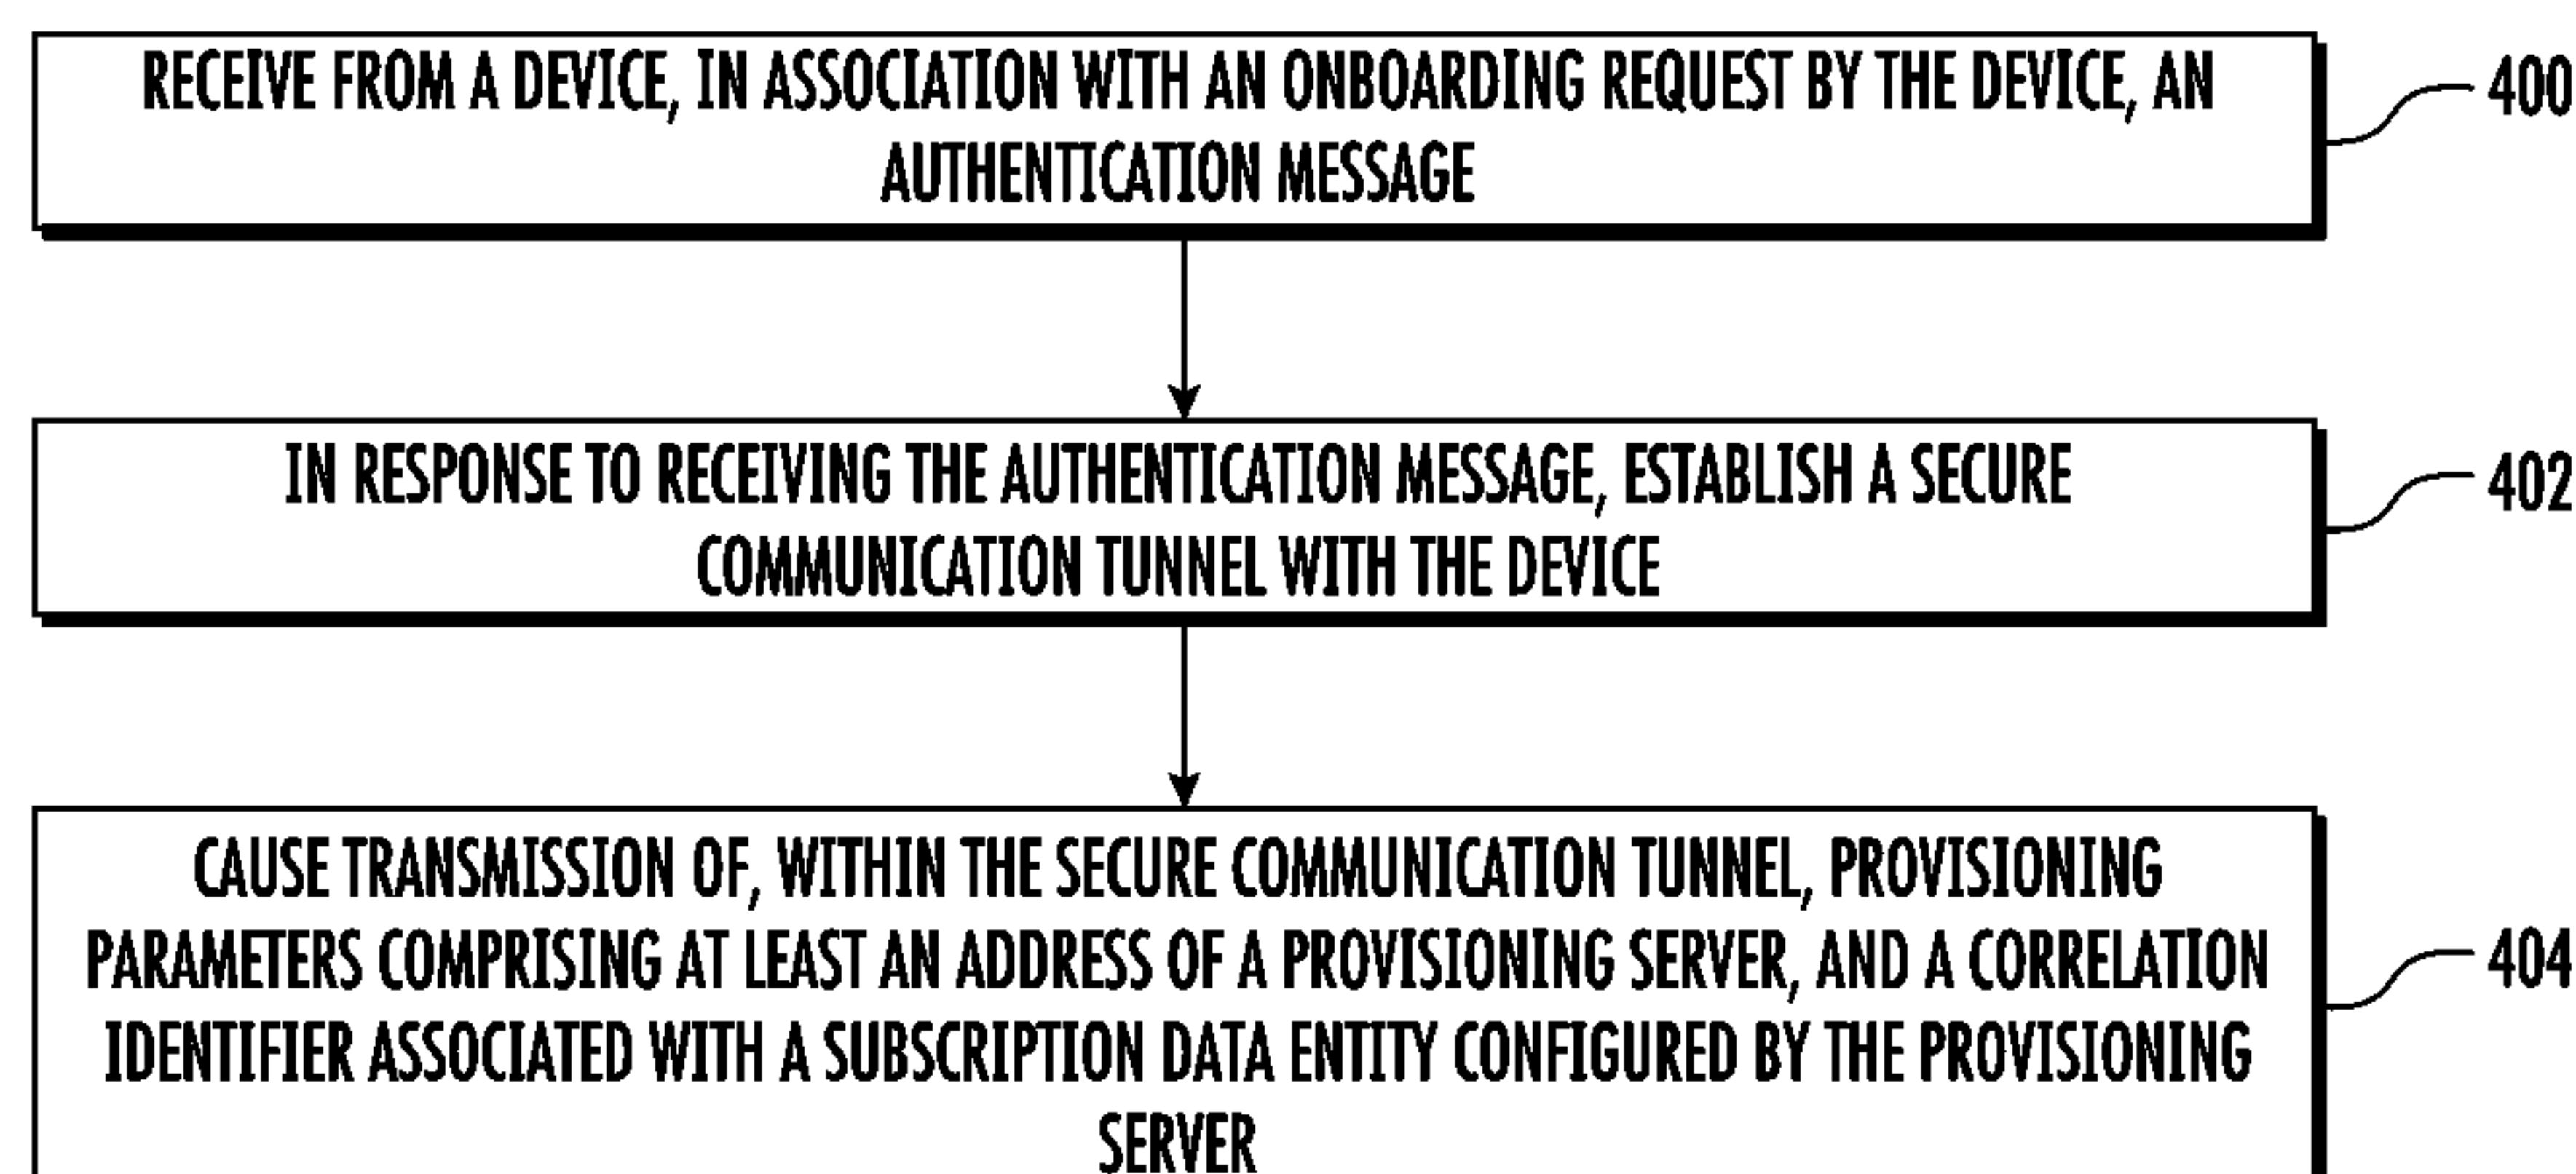 RECEIVE FROM A DEVICE, IN ASSOCIATION WITH AN ONBOARDING REQUEST BY THE DEVICE, AN
AUTHENTICATION MESSAGE
400
IN RESPONSE TO RECEIVING THE AUTHENTICATION MESSAGE, ESTABLISH A SECURE
COMMUNICATION TUNNEL WITH THE DEVICE
402
CAUSE TRANSMISSION OF, WITHIN THE SECURE COMMUNICATION TUNNEL, PROVISIONING
PARAMETERS COMPRISING AT LEAST AN ADDRESS OF A PROVISIONING SERVER, AND A CORRELATION
IDENTIFIER ASSOCIATED WITH A SUBSCRIPTION DATA ENTITY CONFIGURED BY THE PROVISIONING
SERVER
404